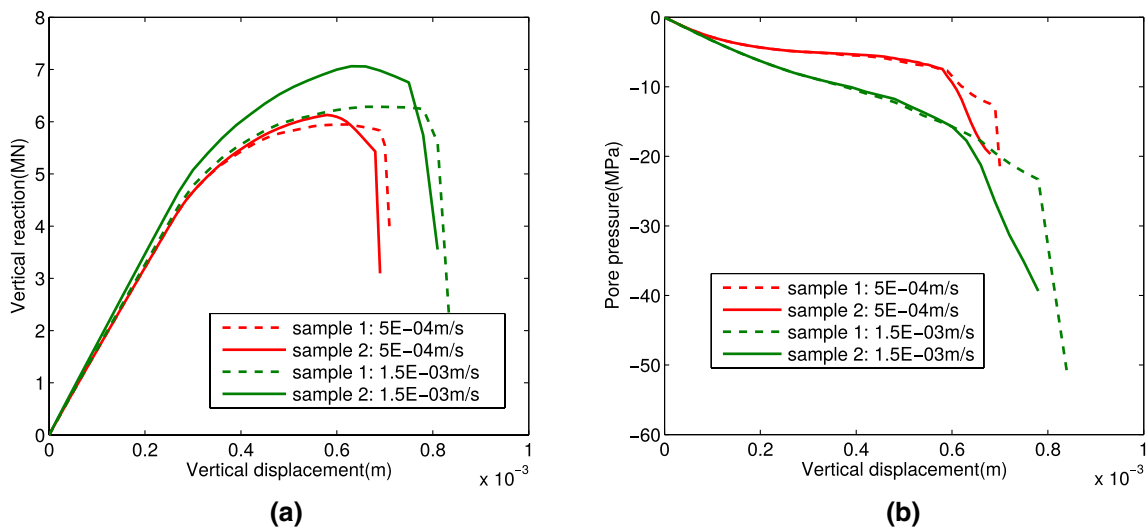 8
7
6
5
4
3
2
1
0
Vertical reaction(MN)
sample 1: 5E−04m/s
sample 2: 5E−04m/s
sample 1: 1.5E−03m/s
sample 2: 1.5E−03m/s
0 0.2 0.4 0.6 0.8 1
Vertical displacement(m)
x 10⁻³
(a)
0
−10
−20
−30
−40
−50
−60
Pore pressure(MPa)
sample 1: 5E−04m/s
sample 2: 5E−04m/s
sample 1: 1.5E−03m/s
sample 2: 1.5E−03m/s
0 0.2 0.4 0.6 0.8 1
Vertical displacement(m)
x 10⁻³
(b)